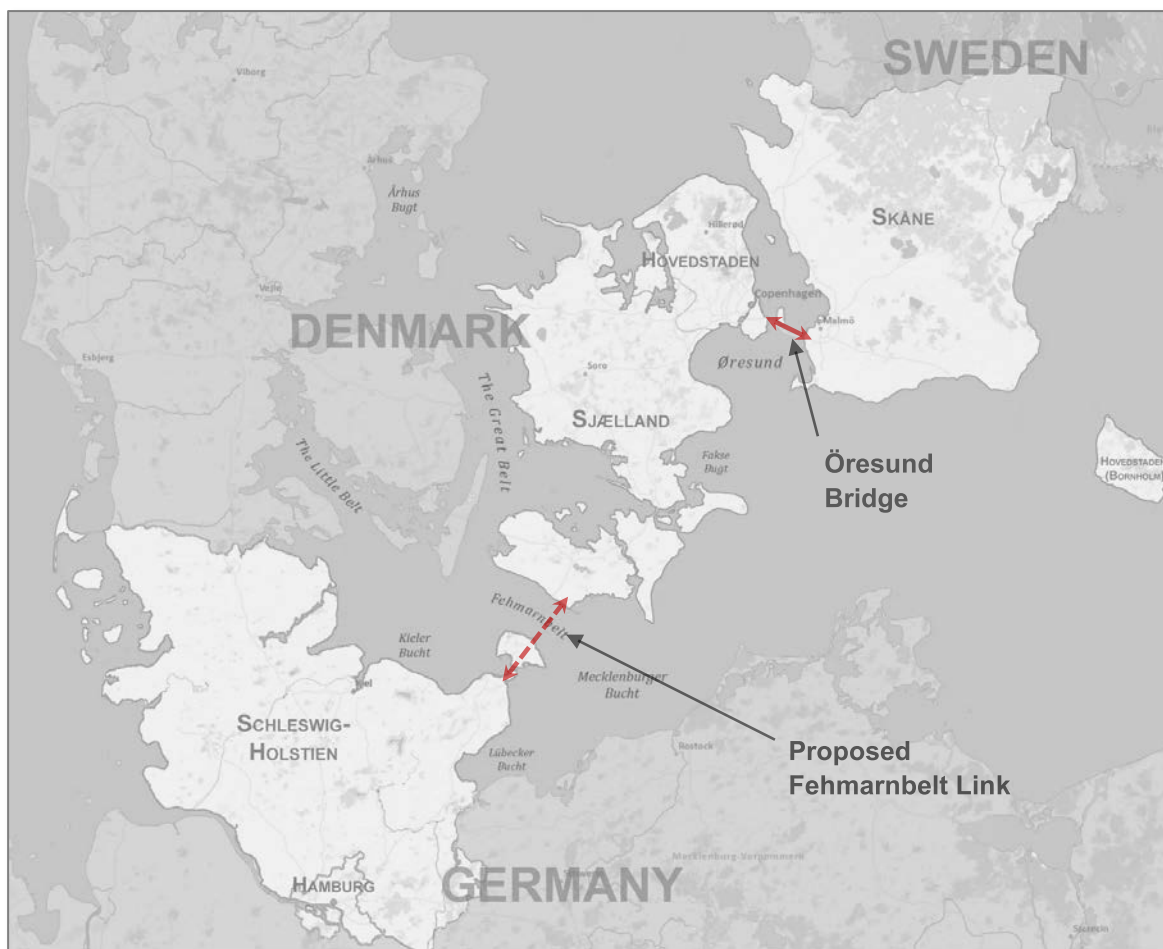 SWEDEN
Viborg
Århus
Århus
Bugt
SKÅNE
Hillerød
HOVEDSTADEN
Vejle
Copenhagen
DENMARK
Malmö
Esbjerg
Øresund
Soro
The Great Belt
SJÆLLAND
The Little Belt
Fakse
Bugt
Öresund
Bridge
HOVEDSTADEN
(BORNHOLM)
Fehmarnbelt
Kieler
Bucht
Kiel
Mecklenburger
Bucht
SCHLESWIG-
HOLSTIEN
Lübecker
Bucht
Rostock
Proposed
Fehmarnbelt Link
Mecklenburg-Vorpommern
HAMBURG
GERMANY
Szczecin